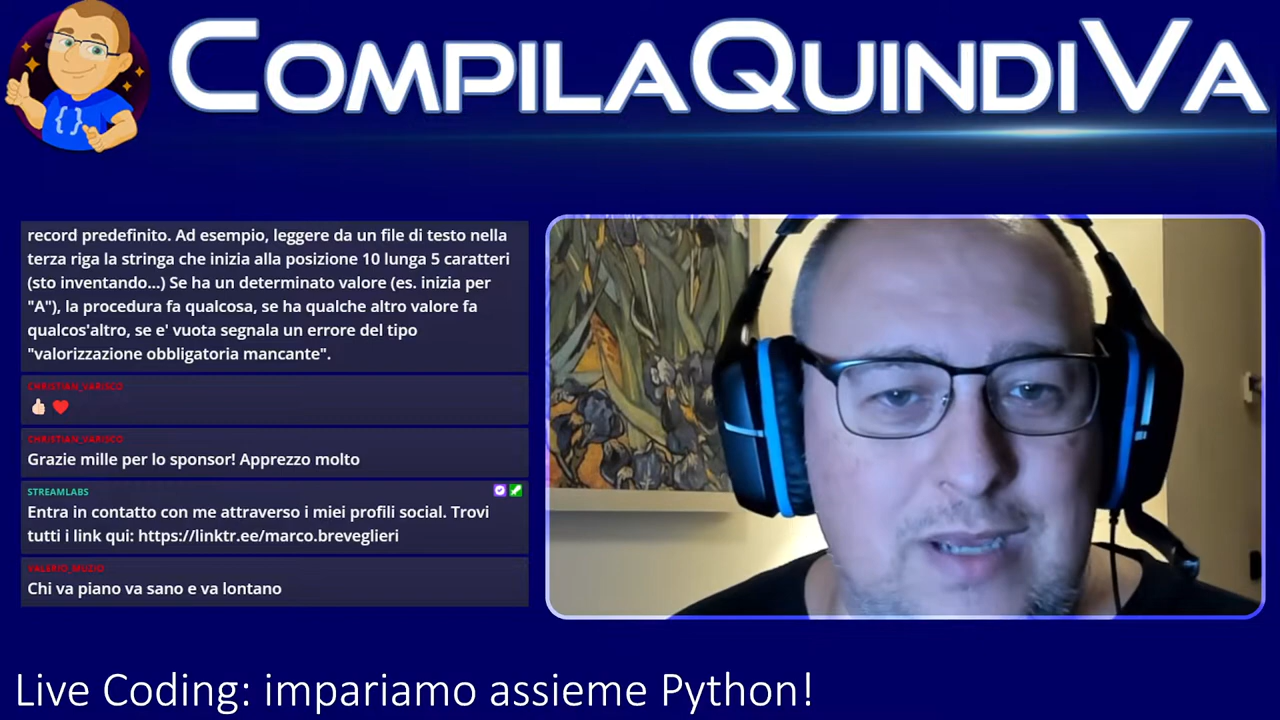 COMPILAQUINDIVA
{ }
record predefinito. Ad esempio, leggere da un file di testo nella
terza riga la stringa che inizia alla posizione 10 lunga 5 caratteri
(sto inventando...) Se ha un determinato valore (es. inizia per
"A"), la procedura fa qualcosa, se ha qualche altro valore fa
qualcos'altro, se e' vuota segnala un errore del tipo
"valorizzazione obbligatoria mancante".
CHRISTIAN_VARISCO
👍🏻 ❤️
CHRISTIAN_VARISCO
Grazie mille per lo sponsor! Apprezzo molto
STREAMLABS
Entra in contatto con me attraverso i miei profili social. Trovi
tutti i link qui: https://linktr.ee/marco.breveglieri
VALERIO_MUZIO
Chi va piano va sano e va lontano
Live Coding: impariamo assieme Python!